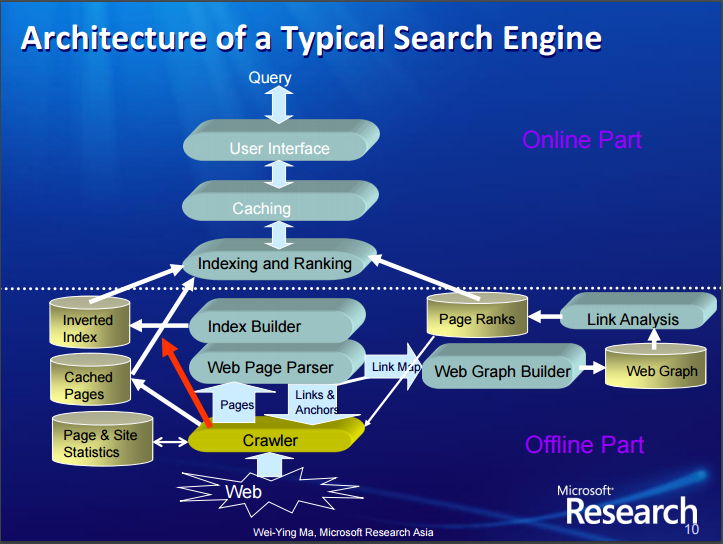 Architecture of a Typical Search Engine
Query
User Interface
Online Part
Caching
Indexing and Ranking
Inverted
Index
Index Builder
Page Ranks
Link Analysis
Cached
Pages
Web Page Parser
Link Map
Web Graph Builder
Web Graph
Pages
Links &
Anchors
Page & Site
Statistics
Crawler
Offline Part
Web
Microsoft®
Research
10
Wei-Ying Ma, Microsoft Research Asia